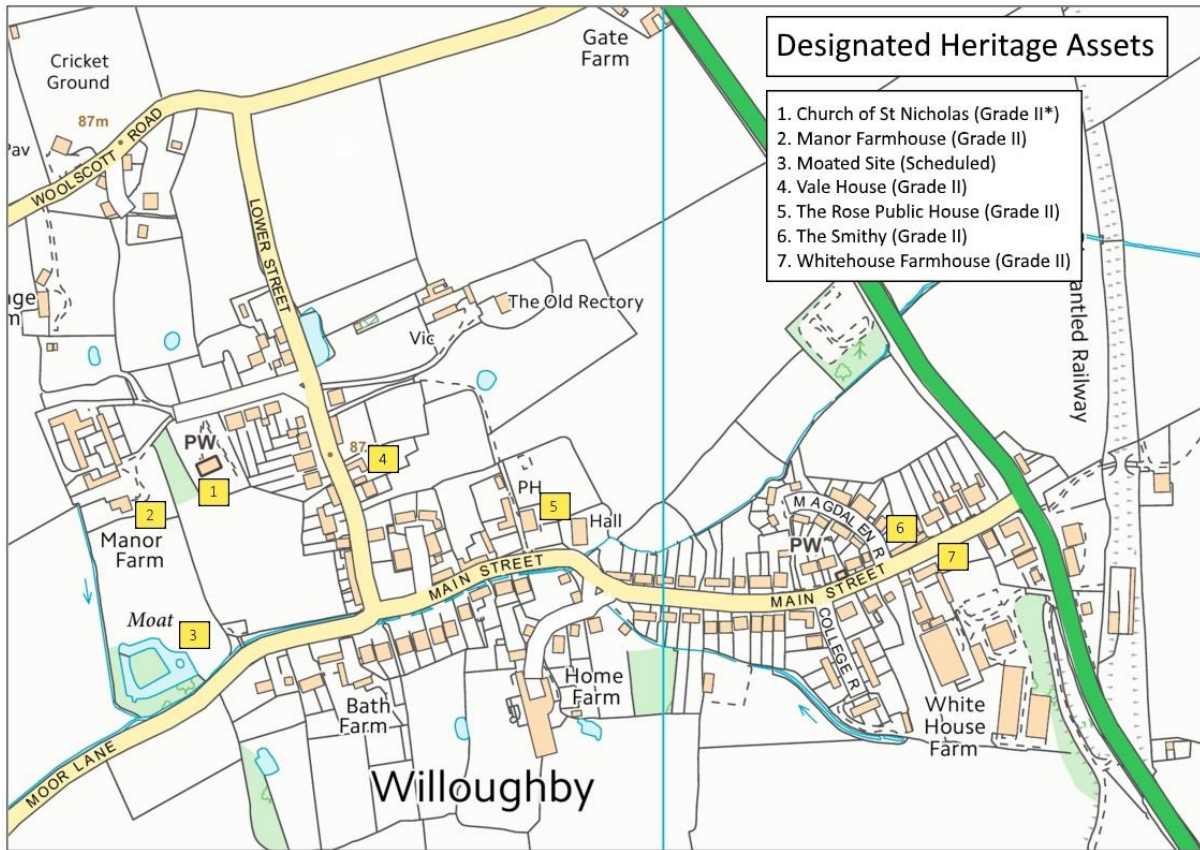 Designated Heritage Assets
1. Church of St Nicholas (Grade II*)
2. Manor Farmhouse (Grade II)
3. Moated Site (Scheduled)
4. Vale House (Grade II)
5. The Rose Public House (Grade II)
6. The Smithy (Grade II)
7. Whitehouse Farmhouse (Grade II)
Gate
Farm
Cricket
Ground
87m
Pav
WOOLSCOTT ROAD
LOWER STREET
The Old Rectory
Vic
antled Railway
nge
m
PW
87
4
1
2
Manor
Farm
PH
5
Hall
MAGDALEN R
PW
6
7
MAIN STREET
MAIN STREET
COLLEGE R
Moat
3
Bath
Farm
Home
Farm
White
House
Farm
MOOR LANE
Willoughby